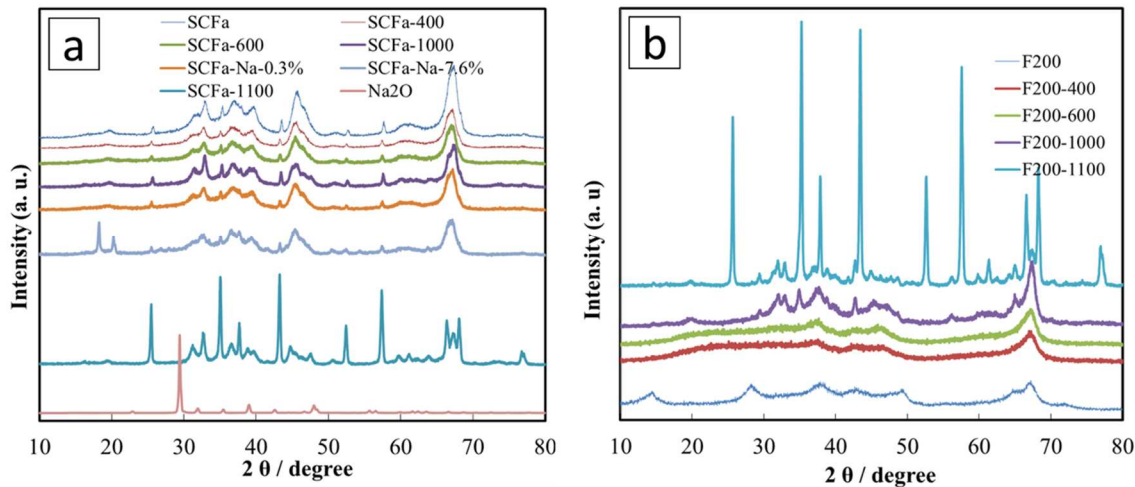 a
SCFa
SCFa-400
SCFa-600
SCFa-1000
SCFa-Na-0.3%
SCFa-Na-7.6%
SCFa-1100
Na2O
Intensity (a. u.)
10 20 30 40 50 60 70 80
2 θ / degree
b
F200
F200-400
F200-600
F200-1000
F200-1100
Intensity (a. u)
10 20 30 40 50 60 70 80
2 θ / degree